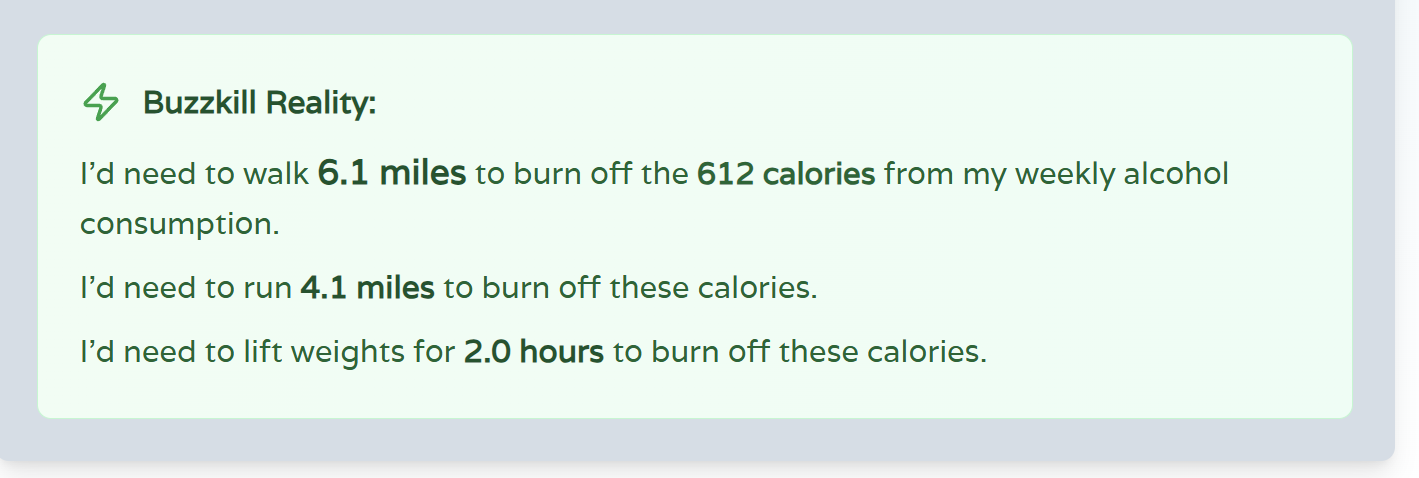 Buzzkill Reality:
I’d need to walk 6.1 miles to burn off the 612 calories from my weekly alcohol
consumption.
I’d need to run 4.1 miles to burn off these calories.
I’d need to lift weights for 2.0 hours to burn off these calories.